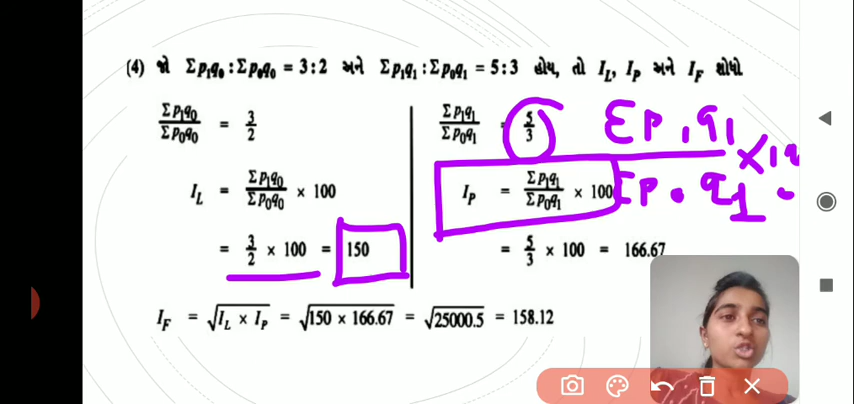 (4) જો Σp₁q₀ : Σp₀q₀ = 3 : 2 અને Σp₁q₁ : Σp₀q₁ = 5 : 3 હોય, તો I_L, I_P અને I_F શોધો
Σp₁q₀ / Σp₀q₀ = 3/2
I_L = Σp₁q₀ / Σp₀q₀ × 100
= 3/2 × 100 = 150
Σp₁q₁ / Σp₀q₁ = 5/3
I_P = Σp₁q₁ / Σp₀q₁ × 100
= 5/3 × 100 = 166.67
Σp₁q₁ / Σp₀q₁ ×
I_F = √(I_L × I_P) = √(150 × 166.67) = √25000.5 = 158.12